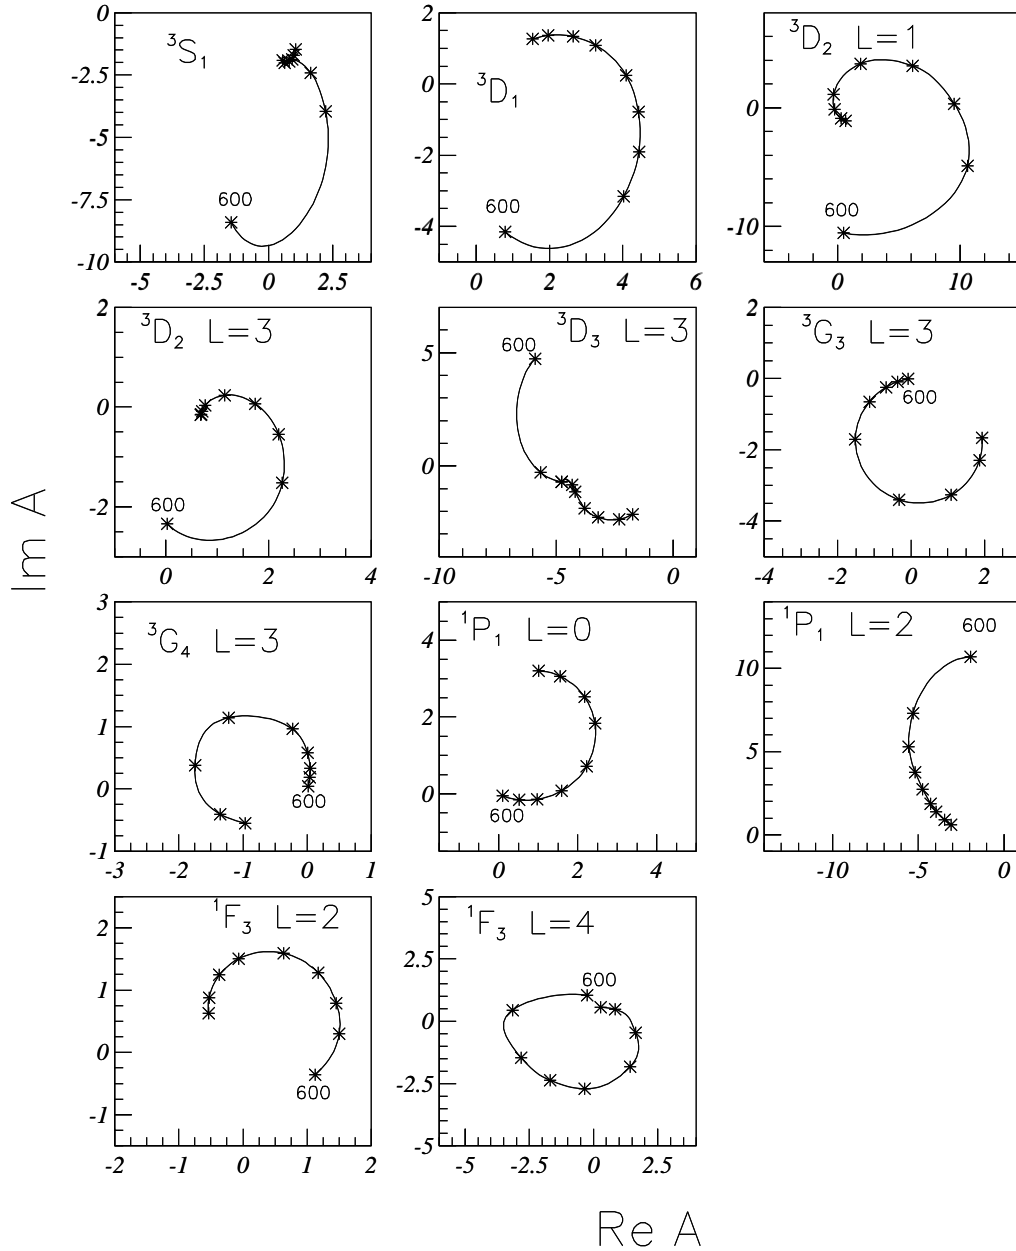 0
-2.5
-5
-7.5
-10
³S₁
600
-5 -2.5 0 2.5
2
0
-2
-4
³D₁
600
0 2 4 6
0
-10
³D₂ L=1
600
0 10
2
0
-2
³D₂ L=3
600
0 2 4
5
0
³D₃ L=3
600
-10 -5 0
2
0
-2
-4
³G₃ L=3
600
-4 -2 0 2
3
2
1
0
-1
³G₄ L=3
600
-3 -2 -1 0 1
4
2
0
¹P₁ L=0
600
0 2 4
10
5
0
¹P₁ L=2
600
-10 -5 0
2
1
0
-1
¹F₃ L=2
600
-2 -1 0 1 2
5
2.5
0
-2.5
-5
¹F₃ L=4
600
-5 -2.5 0 2.5
Im A
Re A